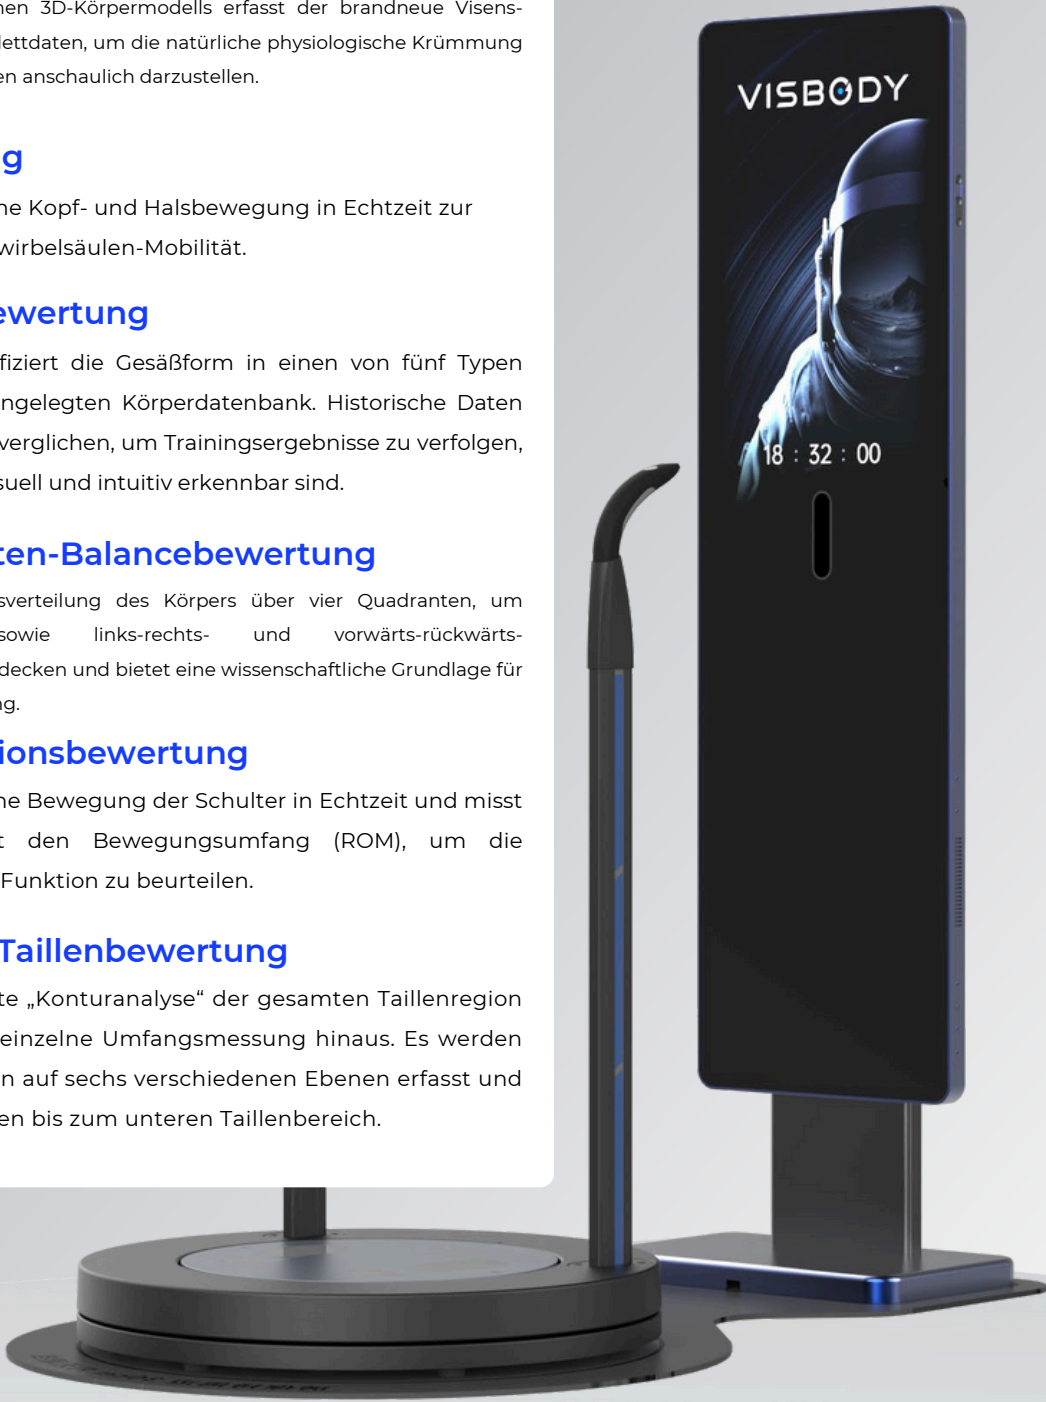 nen 3D-Körpermodells erfasst der brandneue Visens-
lettdaten, um die natürliche physiologische Krümmung
en anschaulich darzustellen.
g
ne Kopf- und Halsbewegung in Echtzeit zur
wirbelsäulen-Mobilität.
ewertung
fiziert die Gesäßform in einen von fünf Typen
ngelegten Körperdatenbank. Historische Daten
verglichen, um Trainingsergebnisse zu verfolgen,
suell und intuitiv erkennbar sind.
ten-Balancebewertung
sverteilung des Körpers über vier Quadranten, um
sowie links-rechts- und vorwärts-rückwärts-
decken und bietet eine wissenschaftliche Grundlage für
ng.
ionsbewertung
ne Bewegung der Schulter in Echtzeit und misst
t den Bewegungsumfang (ROM), um die
Funktion zu beurteilen.
Taillenbewertung
te „Konturanalyse“ der gesamten Taillenregion
einzelne Umfangsmessung hinaus. Es werden
n auf sechs verschiedenen Ebenen erfasst und
en bis zum unteren Taillenbereich.
VISBODY
18 : 32 : 00